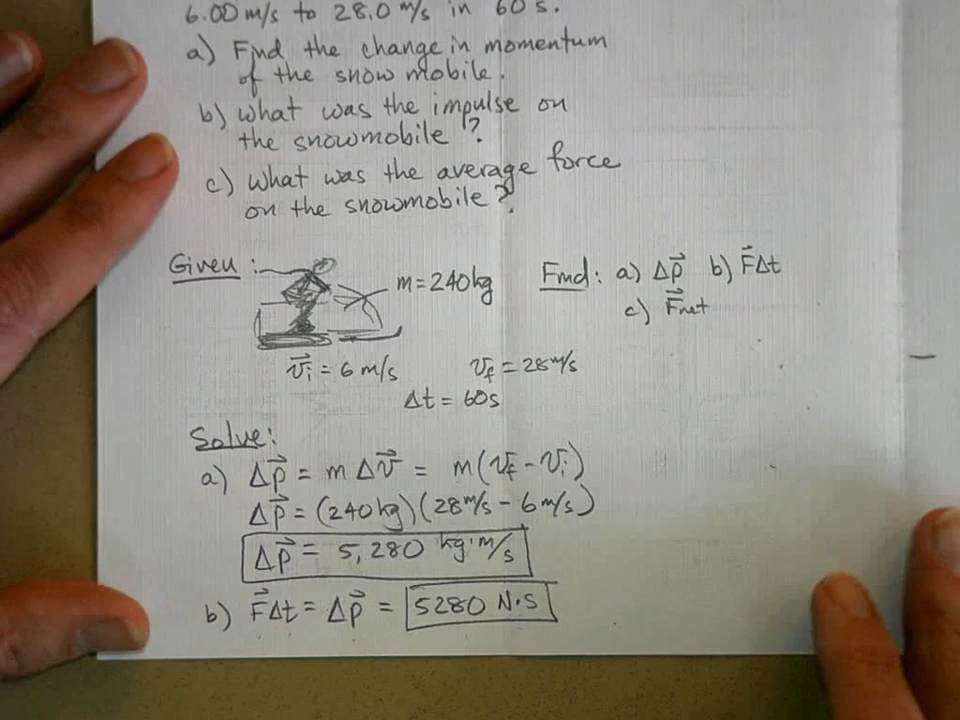 6.00 m/s to 28.0 m/s in 60 s.
a) Find the change in momentum
of the snow mobile.
b) what was the impulse on
the snowmobile?
c) What was the average force
on the snowmobile?
Given: m = 240 kg Find: a) Δp⃗ b) F⃗Δt
c) F⃗net
v⃗i = 6 m/s vf = 28 m/s
Δt = 60s
Solve:
a) Δp⃗ = m Δv⃗ = m(v⃗f - v⃗i)
Δp⃗ = (240 kg)(28 m/s - 6 m/s)
Δp⃗ = 5,280 kg·m/s
b) F⃗Δt = Δp⃗ = 5280 N·s